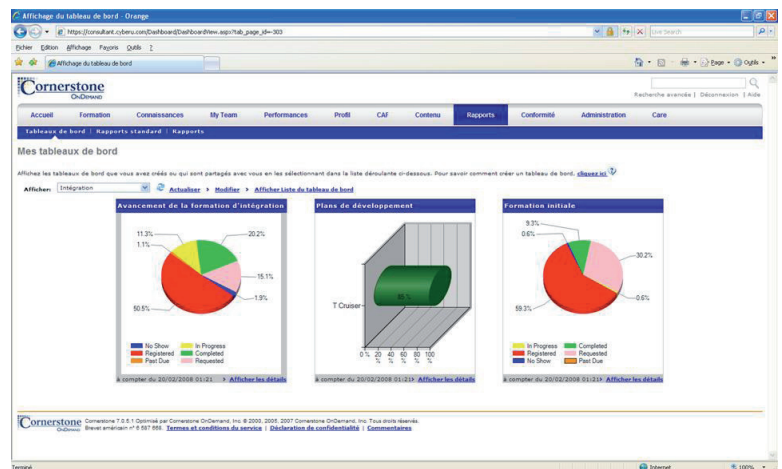 Affichage du tableau de bord - Orange
https://consultant.cyberu.com/Dashboard/DashboardView.aspx?tab_page_id=-303
Live Search
Fichier Edition Affichage Favoris Outils ?
Affichage du tableau de bord
Page Outils
Cornerstone
OnDemand
Recherche avancée | Déconnexion | Aide
Accueil Formation Connaissances My Team Performances Profil CAF Contenu Rapports Conformité Administration Care
Tableaux de bord | Rapports standard | Rapports
Mes tableaux de bord
Affichez les tableaux de bord que vous avez créés ou qui sont partagés avec vous en les sélectionnant dans la liste déroulante ci-dessous. Pour savoir comment créer un tableau de bord, cliquez ici
Afficher: Intégration Actualiser > Modifier > Afficher Liste du tableau de bord
Avancement de la formation d'intégration
11.3%
20.2%
1.1%
15.1%
1.9%
50.5%
No Show In Progress
Registered Completed
Past Due Requested
à compter du 20/02/2008 01:21 > Afficher les détails
Plans de développement
T Cruiser
85 %
0 % 20 % 40 % 60 % 80 % 100 %
à compter du 20/02/2008 01:21> Afficher les détails
Formation initiale
9.3%
0.6%
30.2%
0.6%
59.3%
In Progress Completed
Registered Requested
No Show Past Due
à compter du 20/02/2008 01:21> Afficher les détails
Cornerstone
OnDemand
Cornerstone 7.0.5.1 Optimisé par Cornerstone OnDemand, Inc. © 2000, 2005, 2007 Cornerstone OnDemand, Inc. Tous droits réservés.
Brevet américain n° 6 587 668. Termes et conditions du service | Déclaration de confidentialité | Commentaires
Terminé
Internet
100%